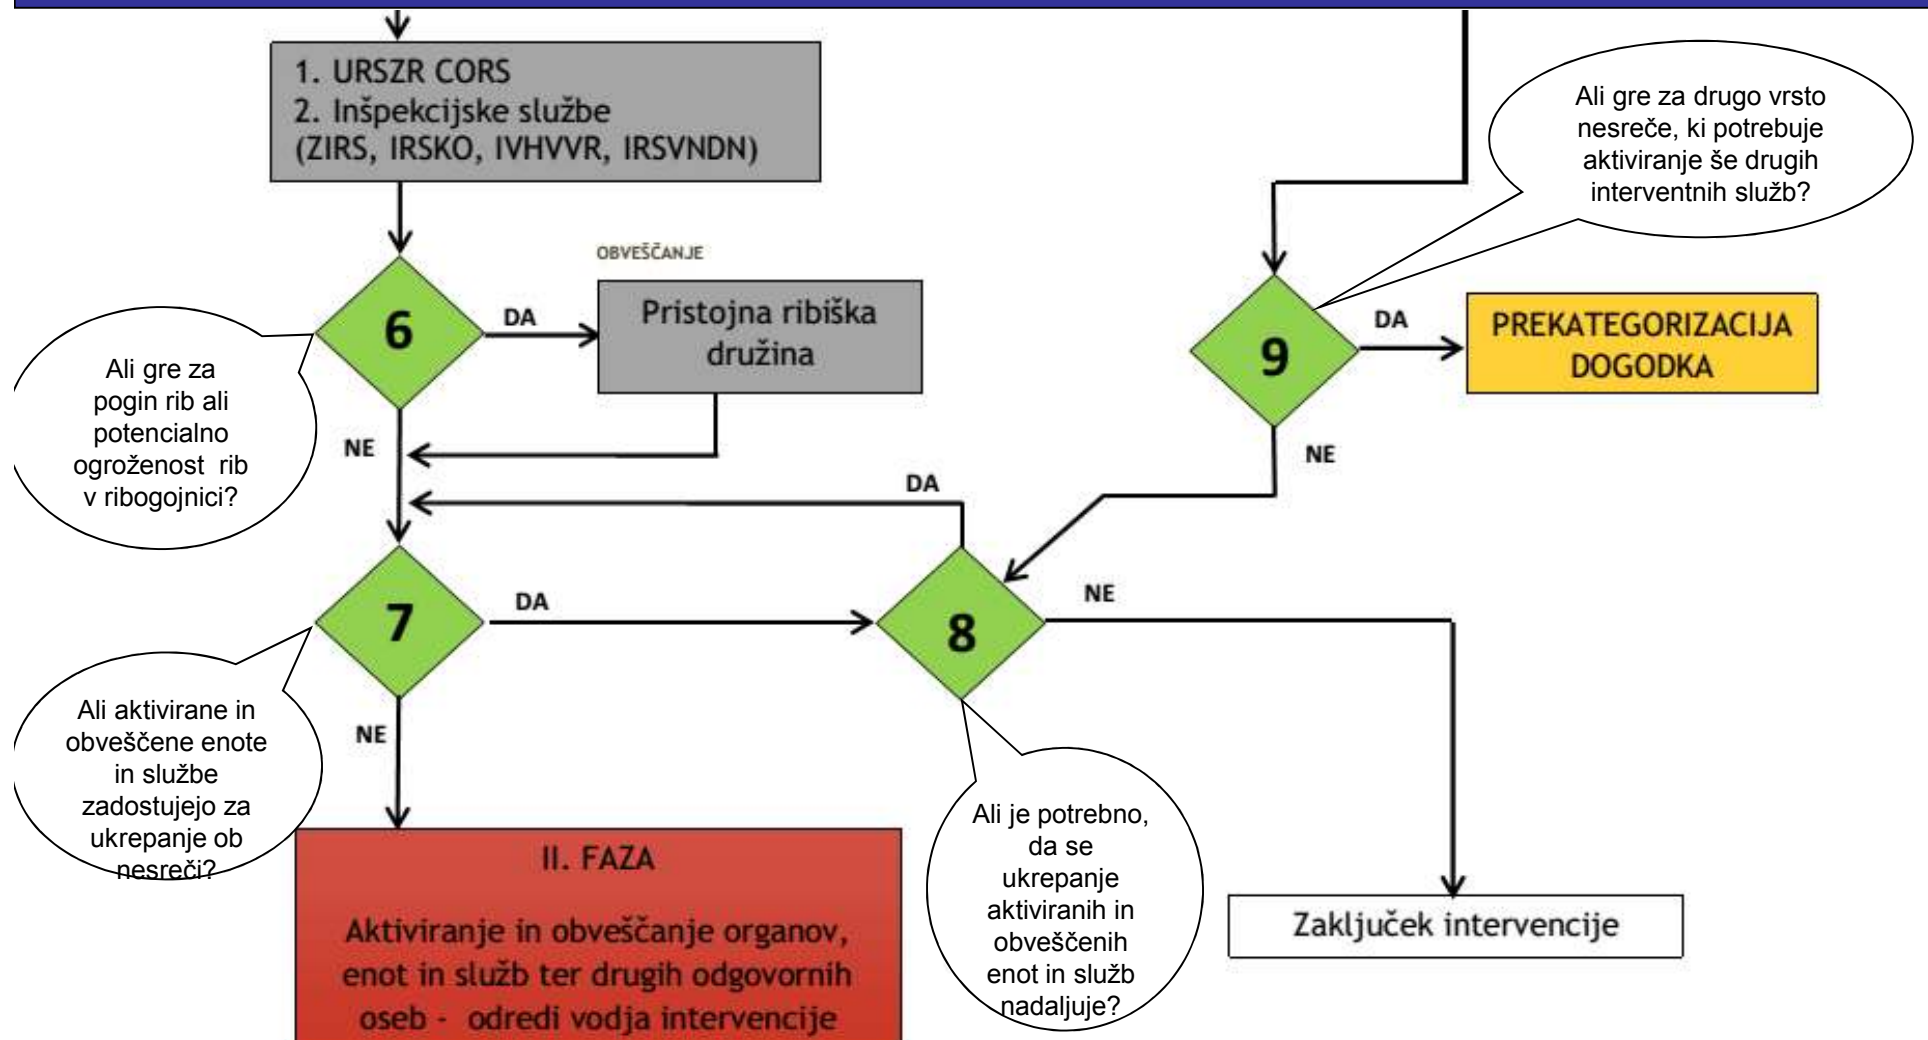 1. URSZR CORS
2. Inšpekcijske službe
(ZIRS, IRSKO, IVHVVR, IRSVNDN)
Ali gre za drugo vrsto
nesreče, ki potrebuje
aktiviranje še drugih
interventnih služb?
OBVEŠČANJE
6
DA
Pristojna ribiška
družina
9
DA
PREKATEGORIZACIJA
DOGODKA
Ali gre za
pogin rib ali
potencialno
ogroženost rib
v ribogojnici?
NE
NE
DA
7
DA
8
NE
Ali aktivirane in
obveščene enote
in službe
zadostujejo za
ukrepanje ob
nesreči?
NE
Ali je potrebno,
da se
ukrepanje
aktiviranih in
obveščenih
enot in služb
nadaljuje?
II. FAZA
Aktiviranje in obveščanje organov,
enot in služb ter drugih odgovornih
oseb - odredi vodja intervencije
Zaključek intervencije